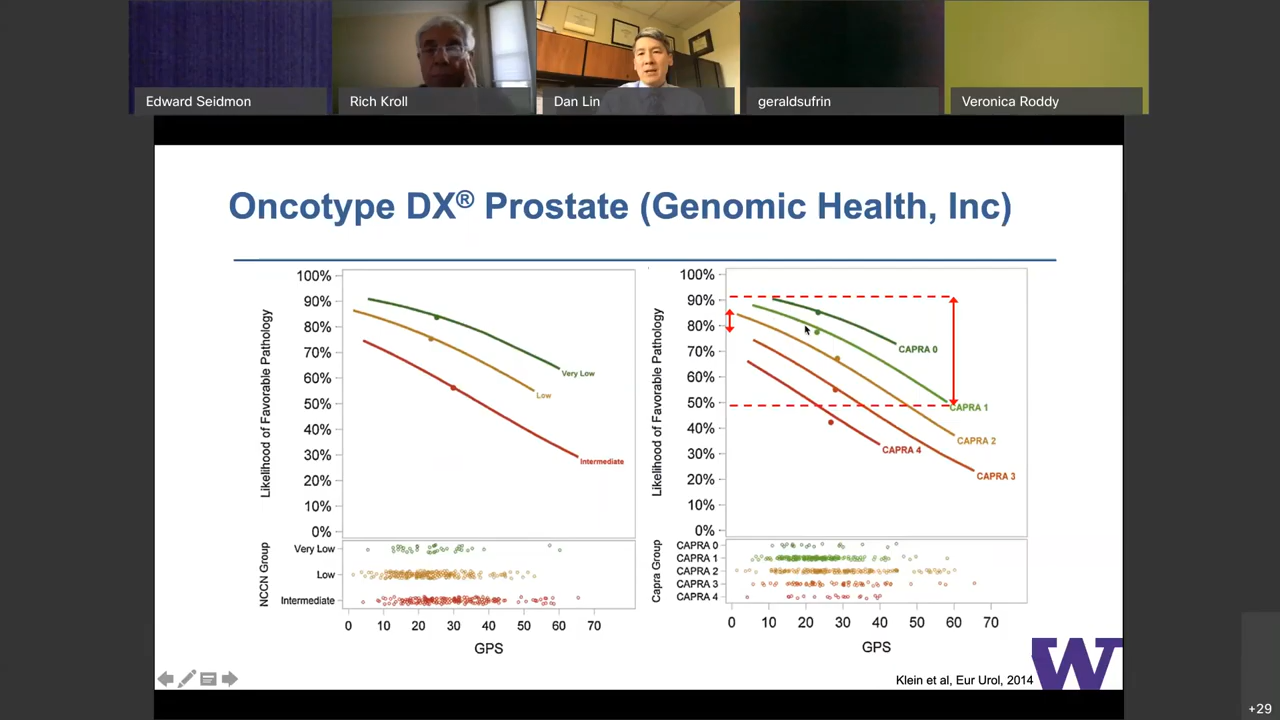 Edward Seidmon
Rich Kroll
Dan Lin
geraldsufrin
Veronica Roddy
Oncotype DX® Prostate (Genomic Health, Inc)
Likelihood of Favorable Pathology
100%
90%
80%
70%
60%
50%
40%
30%
20%
10%
0%
Very Low
Low
Intermediate
NCCN Group
Very Low
Low
Intermediate
0 10 20 30 40 50 60 70
GPS
Likelihood of Favorable Pathology
100%
90%
80%
70%
60%
50%
40%
30%
20%
10%
0%
CAPRA 0
CAPRA 1
CAPRA 2
CAPRA 4
CAPRA 3
Capra Group
CAPRA 0
CAPRA 1
CAPRA 2
CAPRA 3
CAPRA 4
0 10 20 30 40 50 60 70
GPS
Klein et al, Eur Urol, 2014
W
+29